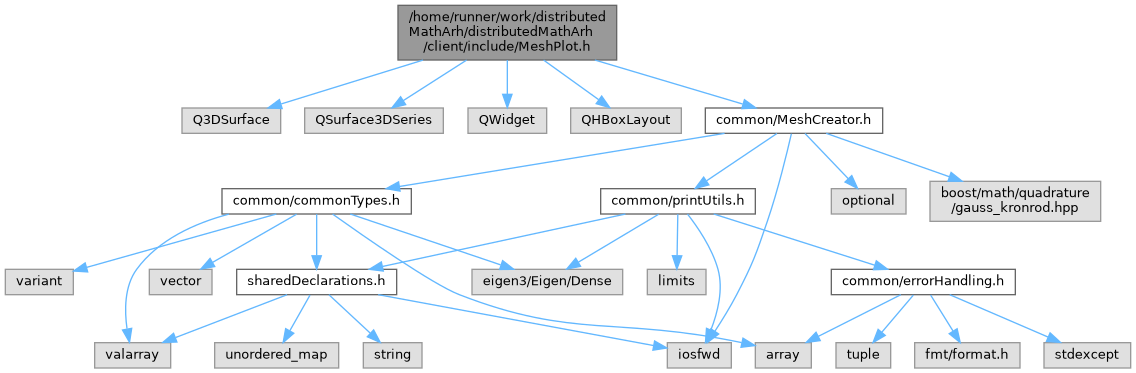 /home/runner/work/distributed
MathArh/distributedMathArh
/client/include/MeshPlot.h
Q3DSurface
QSurface3DSeries
QWidget
QHBoxLayout
common/MeshCreator.h
common/commonTypes.h
common/printUtils.h
optional
boost/math/quadrature
/gauss_kronrod.hpp
variant
vector
sharedDeclarations.h
eigen3/Eigen/Dense
limits
common/errorHandling.h
valarray
unordered_map
string
iosfwd
array
tuple
fmt/format.h
stdexcept